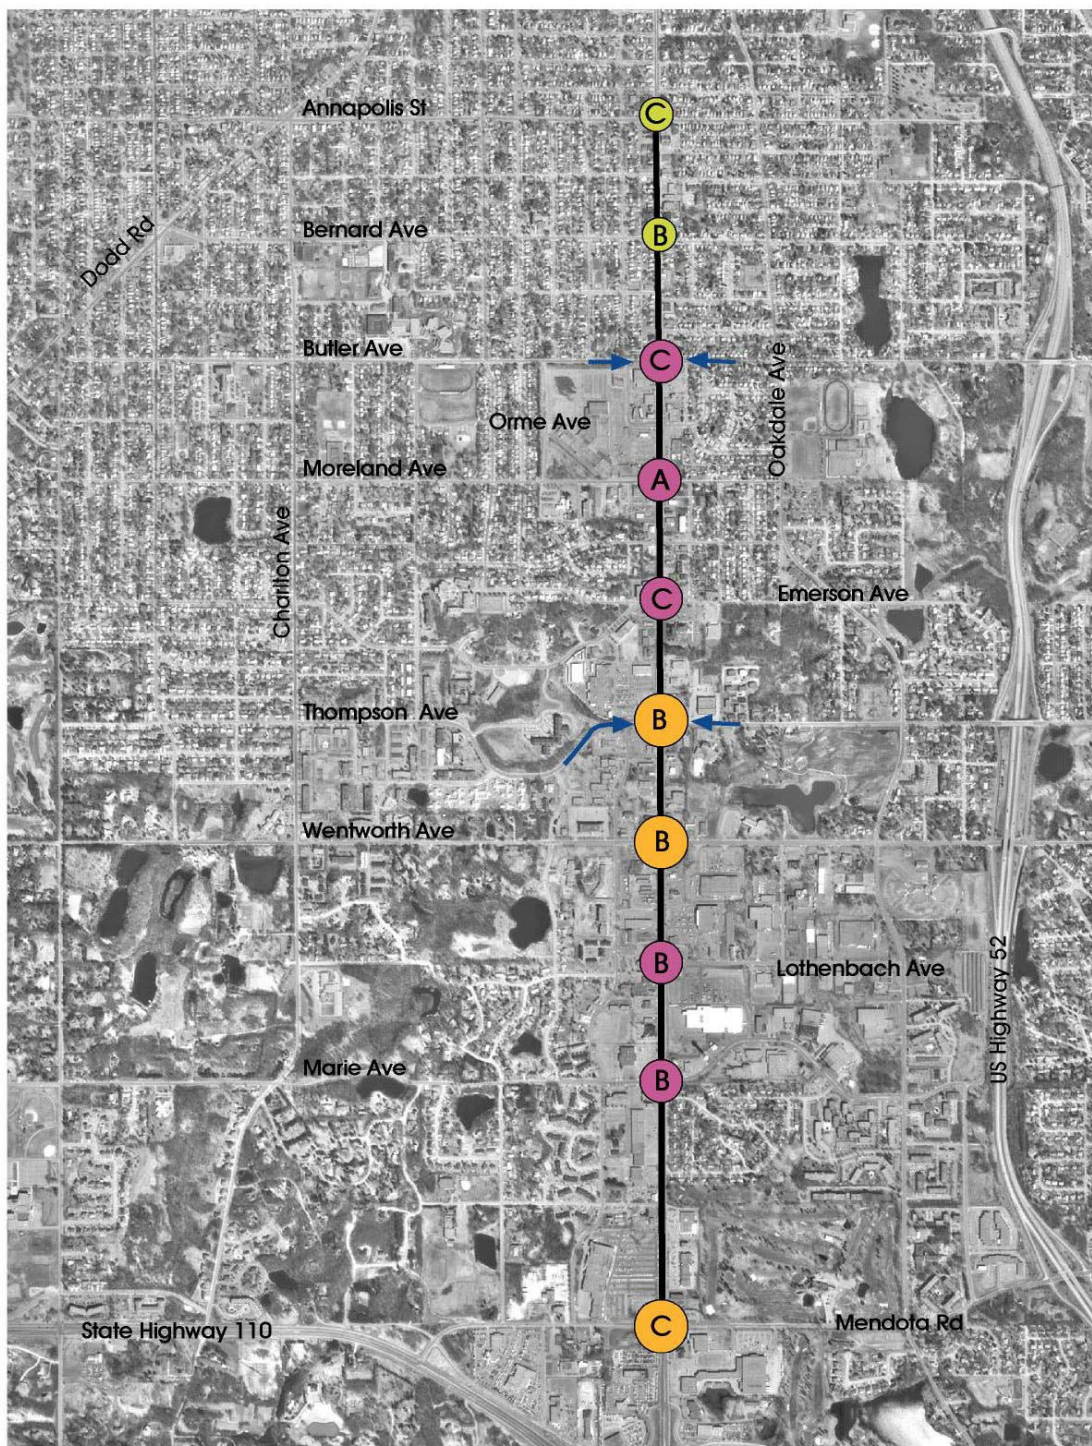 Annapolis St
C
Dodd Rd
Bernard Ave
B
Butler Ave
C
Oakdale Ave
Orme Ave
Moreland Ave
A
Charlton Ave
C
Emerson Ave
Thompson Ave
B
Wentworth Ave
B
B
Lothenbach Ave
US Highway 52
Marie Ave
B
State Highway 110
C
Mendota Rd